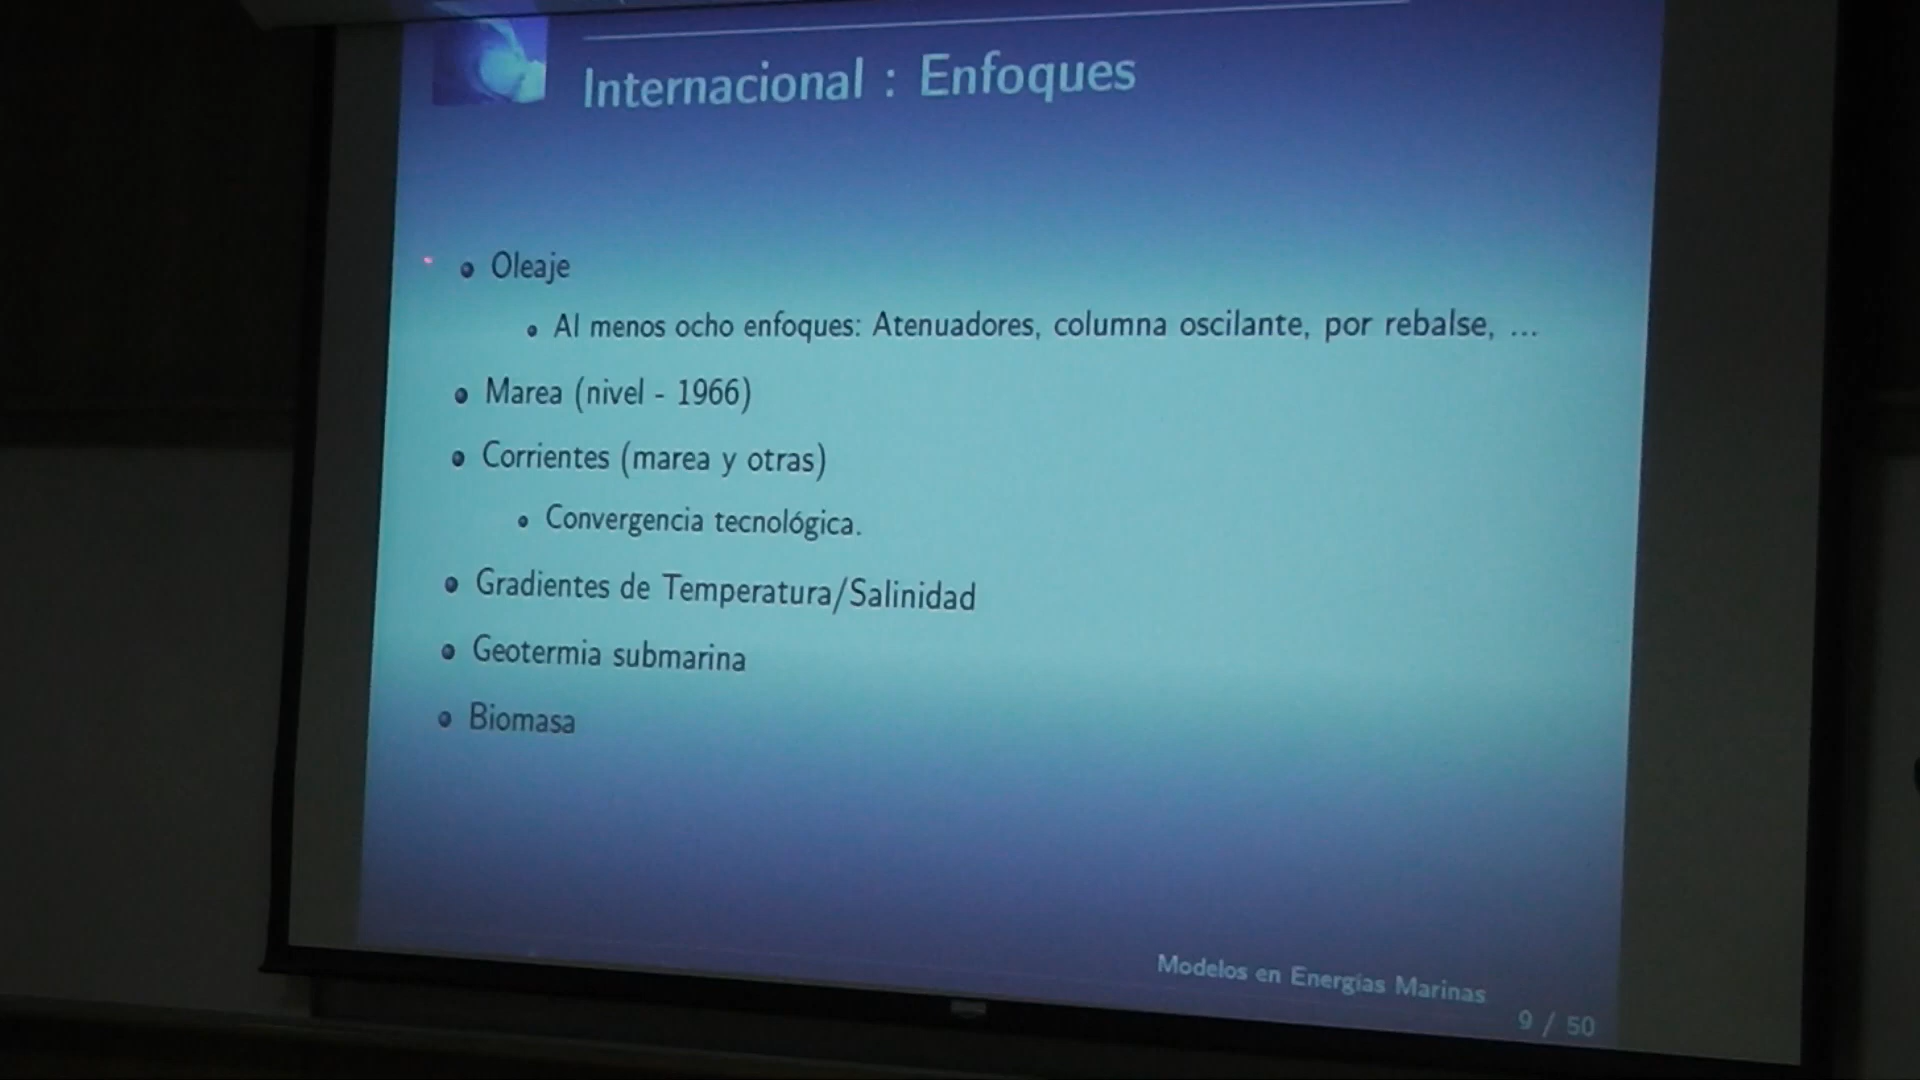 Internacional : Enfoques
Oleaje
Al menos ocho enfoques: Atenuadores, columna oscilante, por rebalse, ...
Marea (nivel - 1966)
Corrientes (marea y otras)
Convergencia tecnológica.
Gradientes de Temperatura/Salinidad
Geotermia submarina
Biomasa
Modelos en Energías Marinas
9 / 50